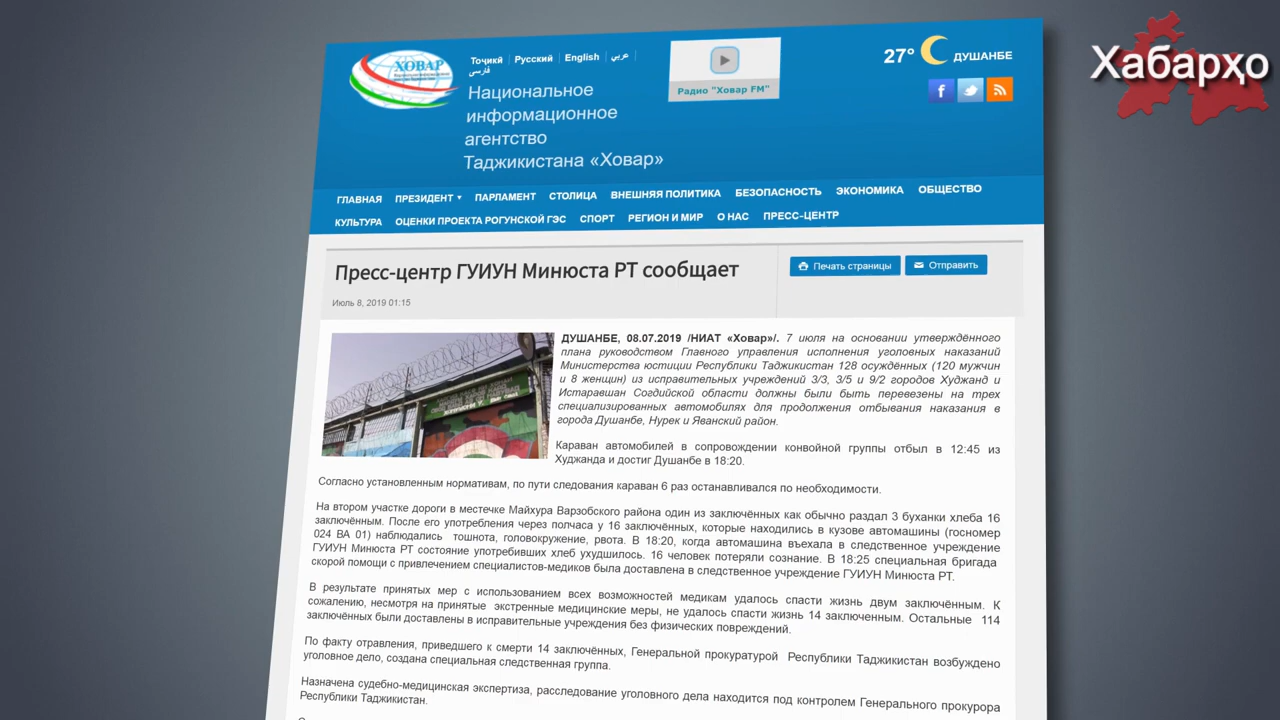 Хабарҳо
ХОВАР
Тоҷикӣ Русский English عربي
فارسی
Национальное
информационное
агентство
Таджикистана «Ховар»
Радио "Ховар FM"
27° ДУШАНБЕ
ГЛАВНАЯ ПРЕЗИДЕНТ ПАРЛАМЕНТ СТОЛИЦА ВНЕШНЯЯ ПОЛИТИКА БЕЗОПАСНОСТЬ ЭКОНОМИКА ОБЩЕСТВО
КУЛЬТУРА ОЦЕНКИ ПРОЕКТА РОГУНСКОЙ ГЭС СПОРТ РЕГИОН И МИР О НАС ПРЕСС-ЦЕНТР
Пресс-центр ГУИУН Минюста РТ сообщает
Печать страницы Отправить
Июль 8, 2019 01:15
ДУШАНБЕ, 08.07.2019 /НИАТ «Ховар»/. 7 июля на основании утверждённого
плана руководством Главного управления исполнения уголовных наказаний
Министерства юстиции Республики Таджикистан 128 осуждённых (120 мужчин
и 8 женщин) из исправительных учреждений 3/3, 3/5 и 9/2 городов Худжанд и
Истаравшан Согдийской области должны были быть перевезены на трех
специализированных автомобилях для продолжения отбывания наказания в
города Душанбе, Нурек и Яванский район.
Караван автомобилей в сопровождении конвойной группы отбыл в 12:45 из
Худжанда и достиг Душанбе в 18:20.
Согласно установленным нормативам, по пути следования караван 6 раз останавливался по необходимости.
На втором участке дороги в местечке Майхура Варзобского района один из заключённых как обычно раздал 3 буханки хлеба 16
заключённым. После его употребления через полчаса у 16 заключённых, которые находились в кузове автомашины (госномер
024 ВА 01) наблюдались тошнота, головокружение, рвота. В 18:20, когда автомашина въехала в следственное учреждение
ГУИУН Минюста РТ состояние употребивших хлеб ухудшилось. 16 человек потеряли сознание. В 18:25 специальная бригада
скорой помощи с привлечением специалистов-медиков была доставлена в следственное учреждение ГУИУН Минюста РТ.
В результате принятых мер с использованием всех возможностей медикам удалось спасти жизнь двум заключённым. К
сожалению, несмотря на принятые экстренные медицинские меры, не удалось спасти жизнь 14 заключенным. Остальные 114
заключённых были доставлены в исправительные учреждения без физических повреждений.
По факту отравления, приведшего к смерти 14 заключённых, Генеральной прокуратурой Республики Таджикистан возбуждено
уголовное дело, создана специальная следственная группа.
Назначена судебно-медицинская экспертиза, расследование уголовного дела находится под контролем Генерального прокурора
Республики Таджикистан.